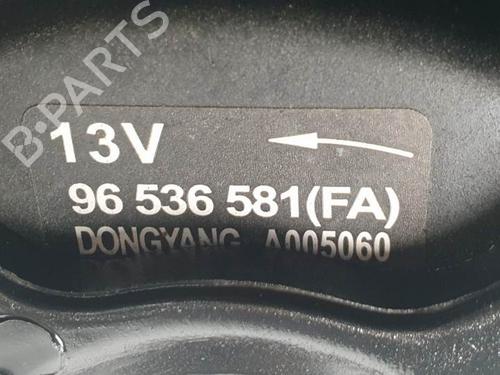 B-PARTS
13V
96 536 581(FA)
DONGYANG A005060